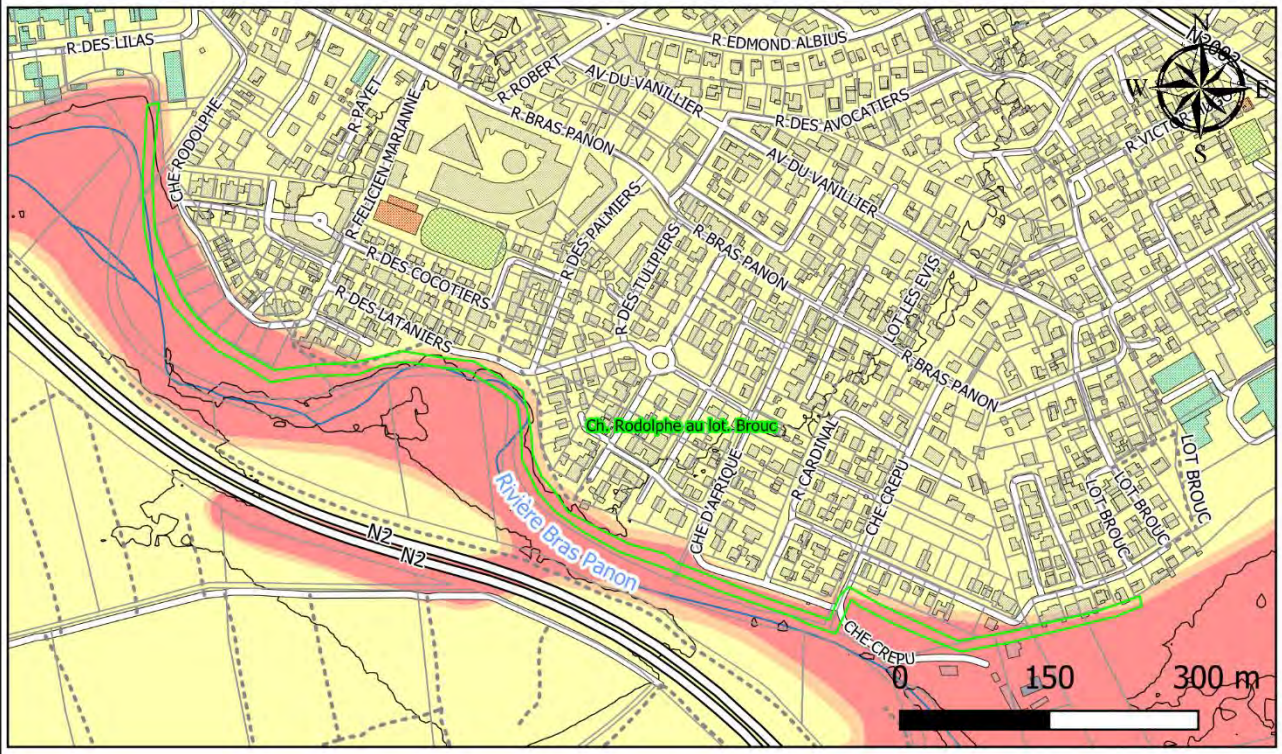 R DES LILAS
R EDMOND ALBIUS
N
N2002
W
E
S
R PAYET
R ROBERT
AV DU VANILLIER
R DES AVOCATIERS
R VICTOR
CHE RODOLPHE
R FELICIEN MARIANNE
R BRAS-PANON
AV DU VANILLIER
R DES PALMIERS
R DES COCOTIERS
R DES TULIPIERS
R BRAS-PANON
R DES LATANIERS
LOT LES EVIS
R BRAS-PANON
Ch. Rodolphe au lot. Brouc
R CARDINAL
CHE D'AFRIQUE
CHE CREPU
LOT BROUC
LOT BROUC
LOT BROUC
Rivière Bras Panon
N2
N2
CHE CREPU
0 150 300 m